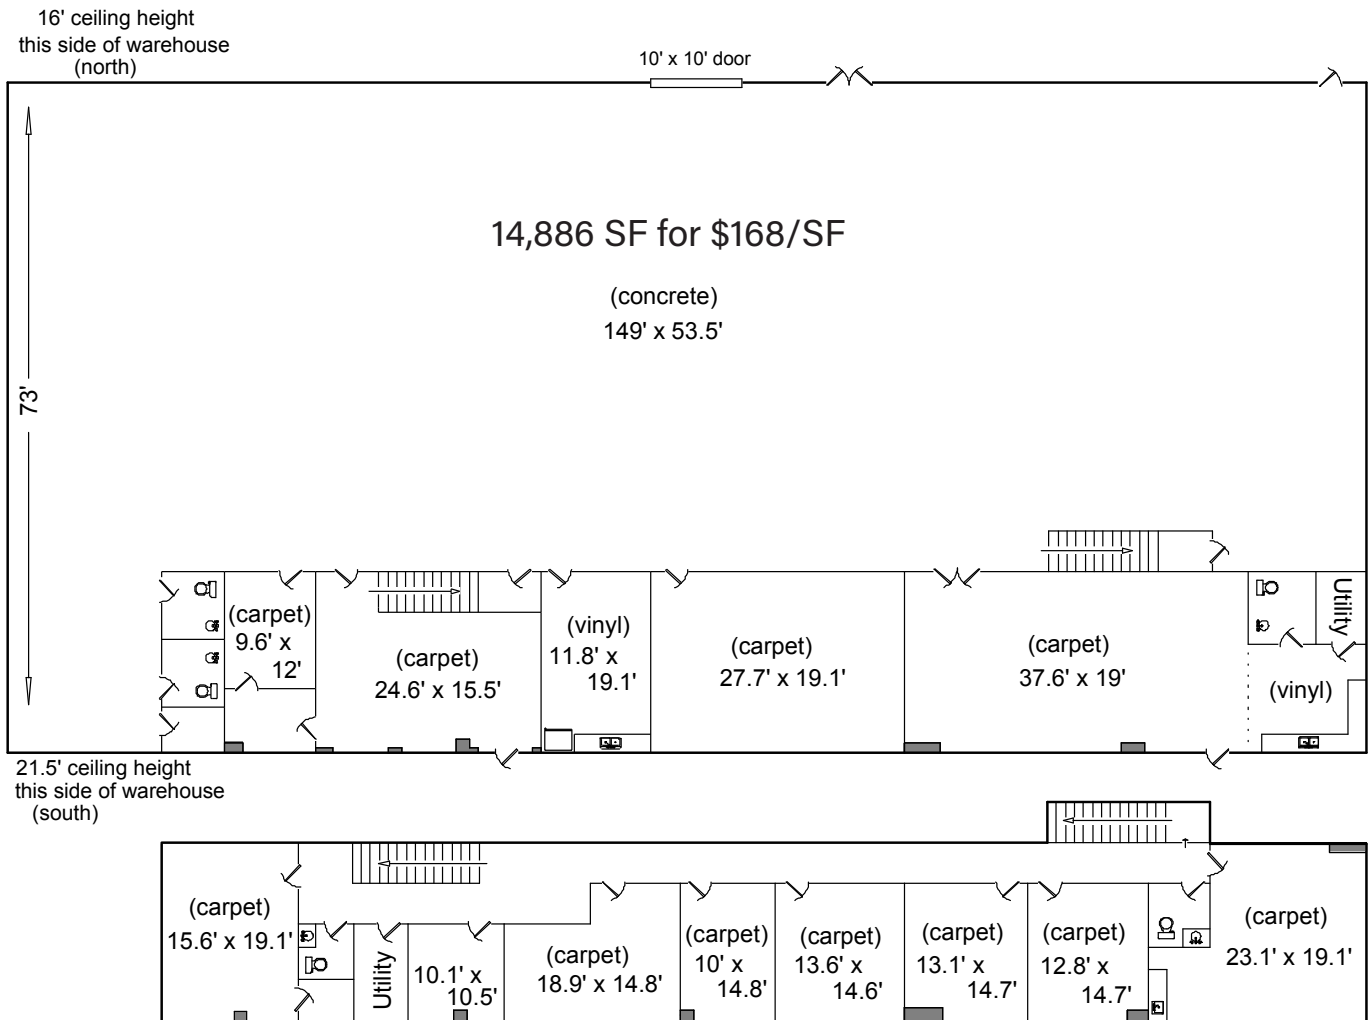 16' ceiling height
this side of warehouse
(north)
10' x 10' door
14,886 SF for $168/SF
(concrete)
149' x 53.5'
73'
(carpet)
9.6' x
12'
(carpet)
24.6' x 15.5'
(vinyl)
11.8' x
19.1'
(carpet)
27.7' x 19.1'
(carpet)
37.6' x 19'
Utility
(vinyl)
21.5' ceiling height
this side of warehouse
(south)
(carpet)
15.6' x 19.1'
Utility
10.1' x
10.5'
(carpet)
18.9' x 14.8'
(carpet)
10' x
14.8'
(carpet)
13.6' x
14.6'
(carpet)
13.1' x
14.7'
(carpet)
12.8' x
14.7'
(carpet)
23.1' x 19.1'